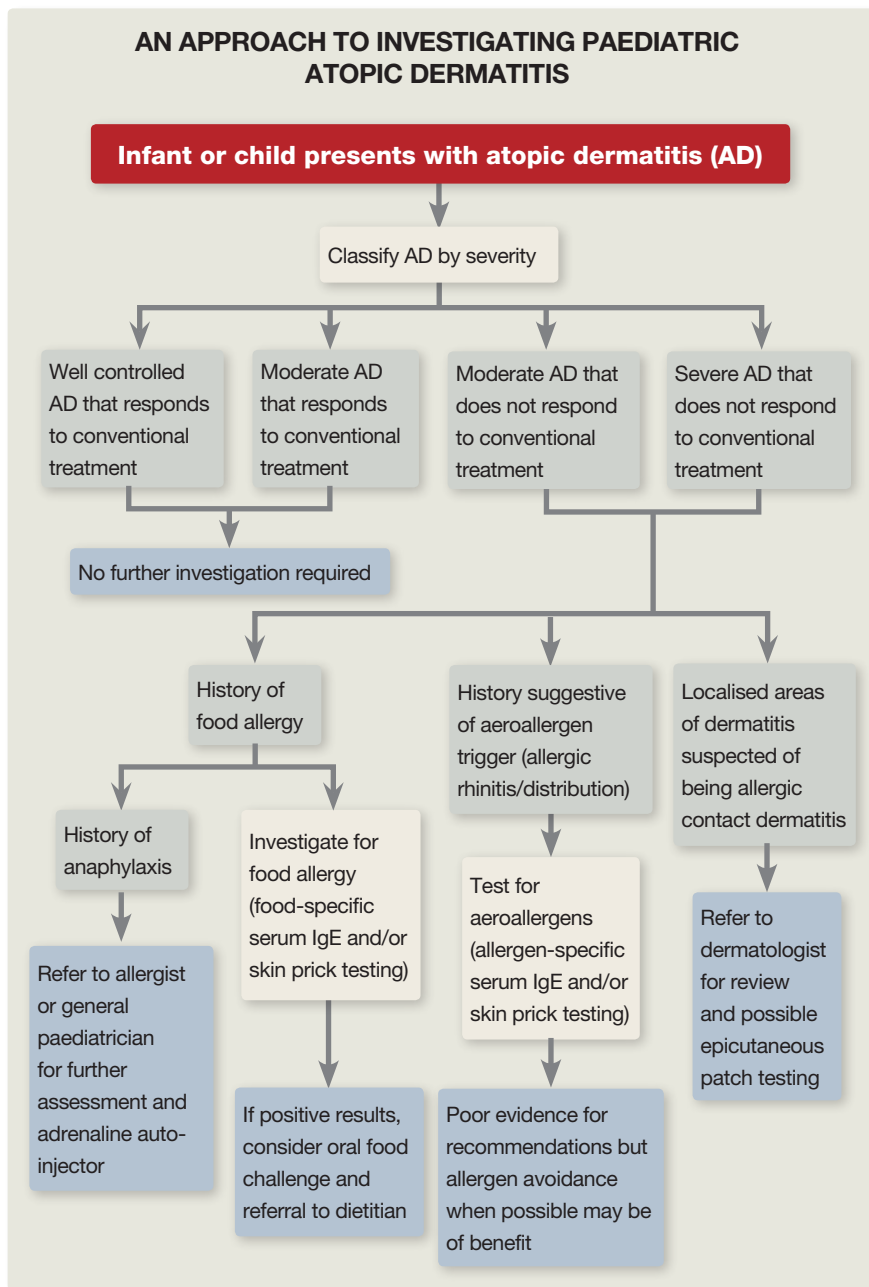 AN APPROACH TO INVESTIGATING PAEDIATRIC
ATOPIC DERMATITIS
Infant or child presents with atopic dermatitis (AD)
Classify AD by severity
Well controlled
AD that responds
to conventional
treatment
Moderate AD
that responds
to conventional
treatment
Moderate AD that
does not respond
to conventional
treatment
Severe AD that
does not respond
to conventional
treatment
No further investigation required
History of
food allergy
History suggestive
of aeroallergen
trigger (allergic
rhinitis/distribution)
Localised areas
of dermatitis
suspected of
being allergic
contact dermatitis
History of
anaphylaxis
Investigate for
food allergy
(food-specific
serum IgE and/or
skin prick testing)
Test for
aeroallergens
(allergen-specific
serum IgE and/or
skin prick testing)
Refer to
dermatologist
for review
and possible
epicutaneous
patch testing
Refer to allergist
or general
paediatrician
for further
assessment and
adrenaline auto-
injector
If positive results,
consider oral food
challenge and
referral to dietitian
Poor evidence for
recommendations but
allergen avoidance
when possible may be
of benefit